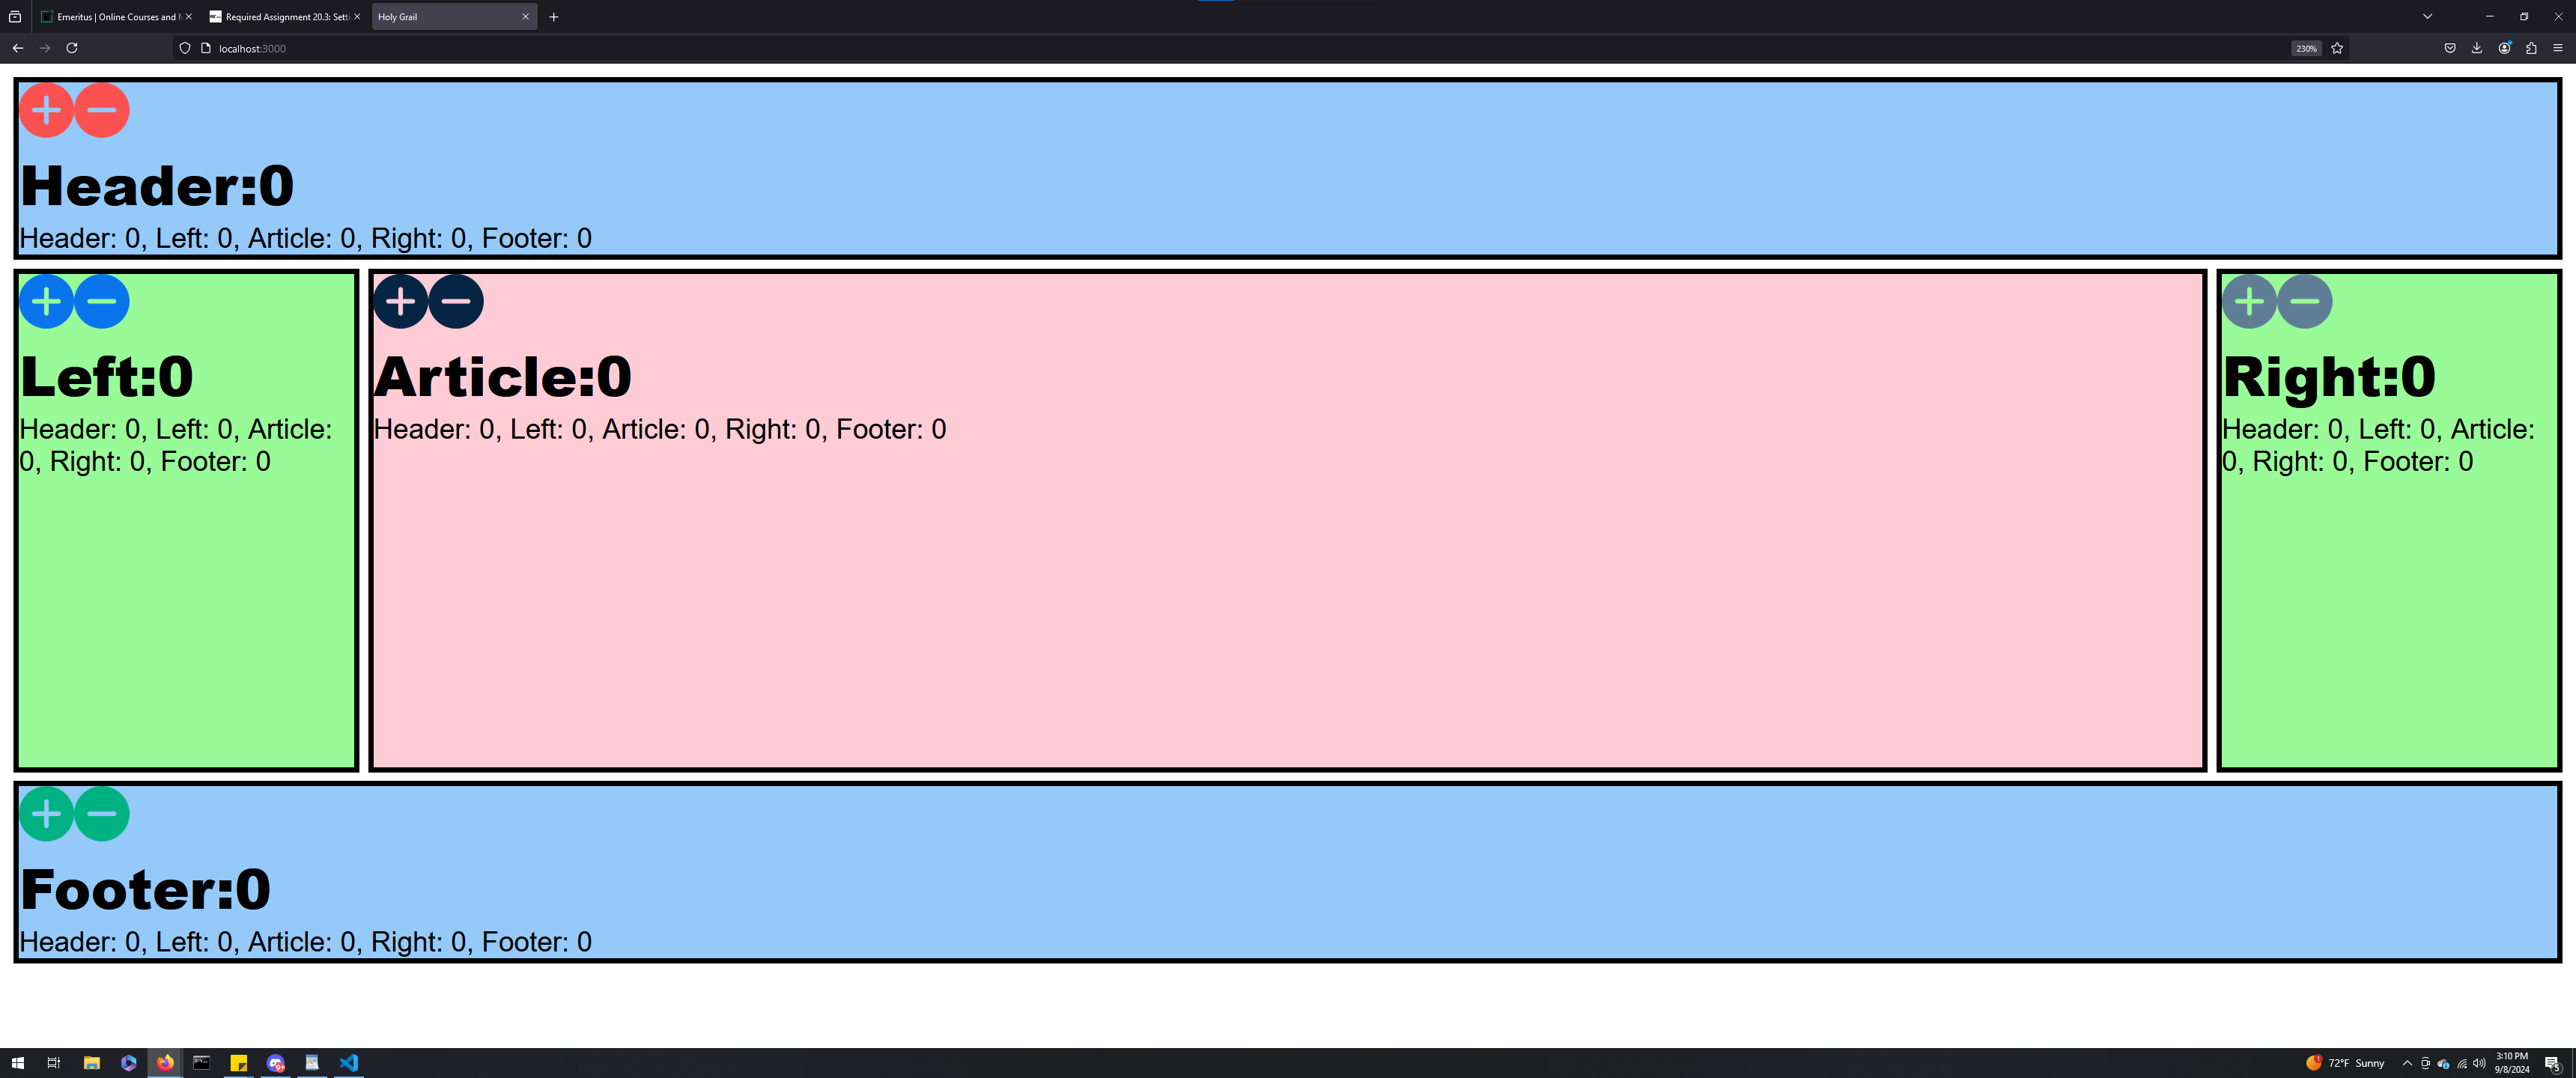 Emeritus | Online Courses and
Required Assignment 20.3: Sett
Holy Grail
localhost:3000
230%
Header:0
Header: 0, Left: 0, Article: 0, Right: 0, Footer: 0
Left:0
Header: 0, Left: 0, Article:
0, Right: 0, Footer: 0
Article:0
Header: 0, Left: 0, Article: 0, Right: 0, Footer: 0
Right:0
Header: 0, Left: 0, Article:
0, Right: 0, Footer: 0
Footer:0
Header: 0, Left: 0, Article: 0, Right: 0, Footer: 0
72°F Sunny
3:10 PM
9/8/2024
5